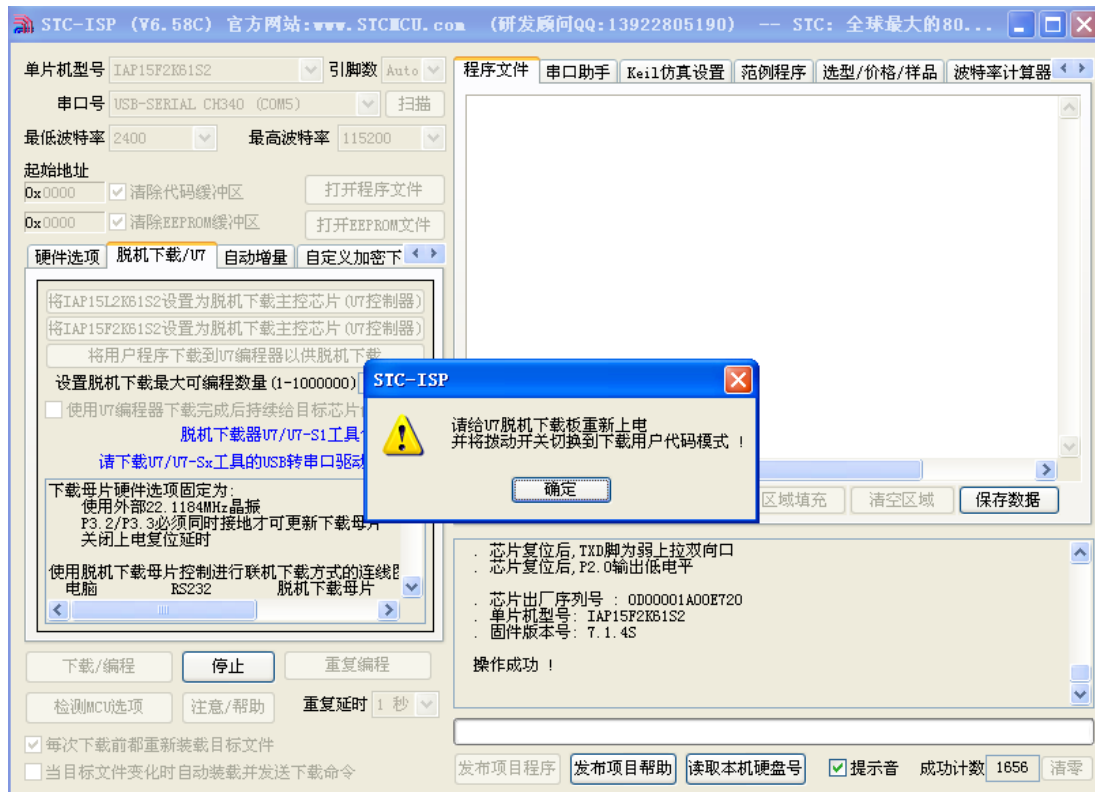 STC-ISP (V6.58C) 官方网站:www.STCMCU.com (研发顾问QQ:13922805190) -- STC: 全球最大的80...
单片机型号 IAP15F2K61S2 引脚数 Auto
串口号 USB-SERIAL CH340 (COM5) 扫描
最低波特率 2400 最高波特率 115200
起始地址
0x0000 清除代码缓冲区 打开程序文件
0x0000 清除EEPROM缓冲区 打开EEPROM文件
硬件选项 脱机下载/U7 自动增量 自定义加密下
将IAP15L2K61S2设置为脱机下载主控芯片(U7控制器)
将IAP15F2K61S2设置为脱机下载主控芯片(U7控制器)
将用户程序下载到U7编程器以供脱机下载
设置脱机下载最大可编程数量(1-1000000)
使用U7编程器下载完成后持续给目标芯片
脱机下载器U7/U7-S1工具
请下载U7/U7-Sx工具的USB转串口驱动
下载母片硬件选项固定为:
使用外部22.1184MHz晶振
P3.2/P3.3必须同时接地才可更新下载母片
关闭上电复位延时
使用脱机下载母片控制进行联机下载方式的连线图
电脑 RS232 脱机下载母片
下载/编程 停止 重复编程
检测MCU选项 注意/帮助 重复延时 1 秒
每次下载前都重新装载目标文件
当目标文件变化时自动装载并发送下载命令
程序文件 串口助手 Keil仿真设置 范例程序 选型/价格/样品 波特率计算器
STC-ISP
请给U7脱机下载板重新上电
并将拨动开关切换到下载用户代码模式 !
确定
区域填充 清空区域 保存数据
. 芯片复位后,TXD脚为弱上拉双向口
. 芯片复位后,P2.0输出低电平
. 芯片出厂序列号 : 0D00001A00E720
. 单片机型号: IAP15F2K61S2
. 固件版本号: 7.1.4S
操作成功 !
发布项目程序 发布项目帮助 读取本机硬盘号 提示音 成功计数 1656 清零